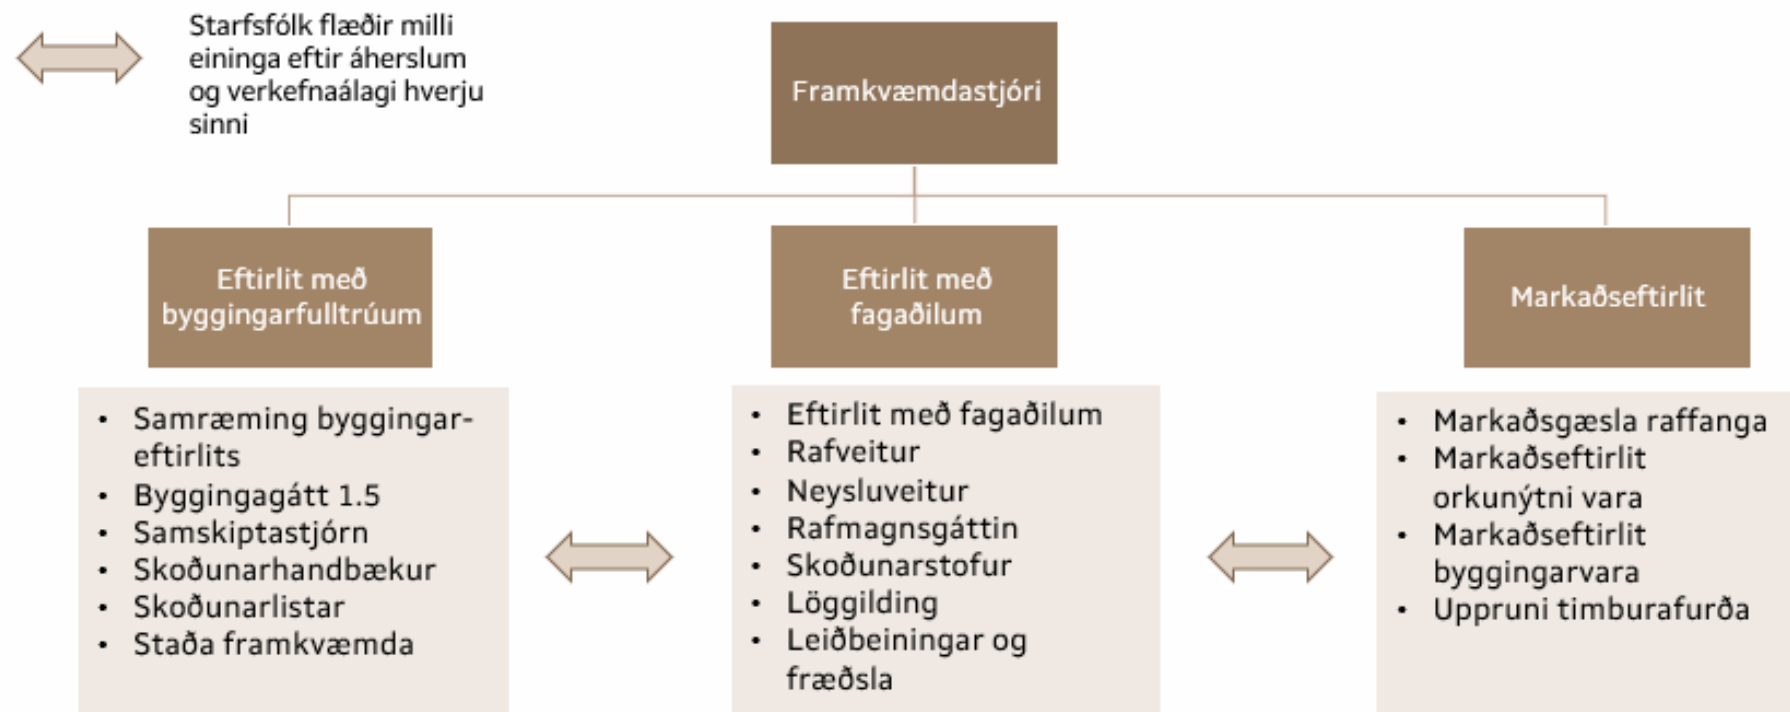 Starfsfólk flæðir milli
eininga eftir áherslum
og verkefnaálagi hverju
sinni
Framkvæmdastjóri
Eftirlit með
byggingarfulltrúum
Eftirlit með
fagaðilum
Markaðseftirlit
• Samræming byggingar-
eftirlits
• Byggingagátt 1.5
• Samskiptastjórn
• Skoðunarhandbækur
• Skoðunarlistar
• Staða framkvæmda
• Eftirlit með fagaðilum
• Rafveitur
• Neysluveitur
• Rafmagnsgáttin
• Skoðunarstofur
• Löggilding
• Leiðbeiningar og
fræðsla
• Markaðsgæsla raffanga
• Markaðseftirlit
orkunýtni vara
• Markaðseftirlit
byggingarvara
• Uppruni timburafurða